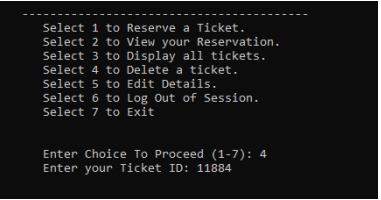 -----------------------------------------
Select 1 to Reserve a Ticket.
Select 2 to View your Reservation.
Select 3 to Display all tickets.
Select 4 to Delete a ticket.
Select 5 to Edit Details.
Select 6 to Log Out of Session.
Select 7 to Exit
Enter Choice To Proceed (1-7): 4
Enter your Ticket ID: 11884